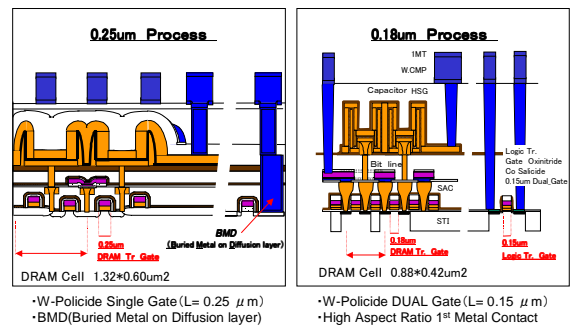 0.25um Process
BMD
(Buried Metal on Diffusion layer)
0.25um
DRAM Tr. Gate
DRAM Cell 1.32*0.60um2
・W-Policide Single Gate(L= 0.25 μm)
・BMD(Buried Metal on Diffusion layer)
0.18um Process
1MT
W.CMP
Capacitor HSG
Bit line
SAC
STI
Logic Tr.
Gate Oxinitride
Co Salicide
0.15um Dual_Gate
0.18um
DRAM Tr. Gate
0.15um
Logic Tr. Gate
DRAM Cell 0.88*0.42um2
・W-Policide DUAL Gate(L= 0.15 μm)
・High Aspect Ratio 1st Metal Contact